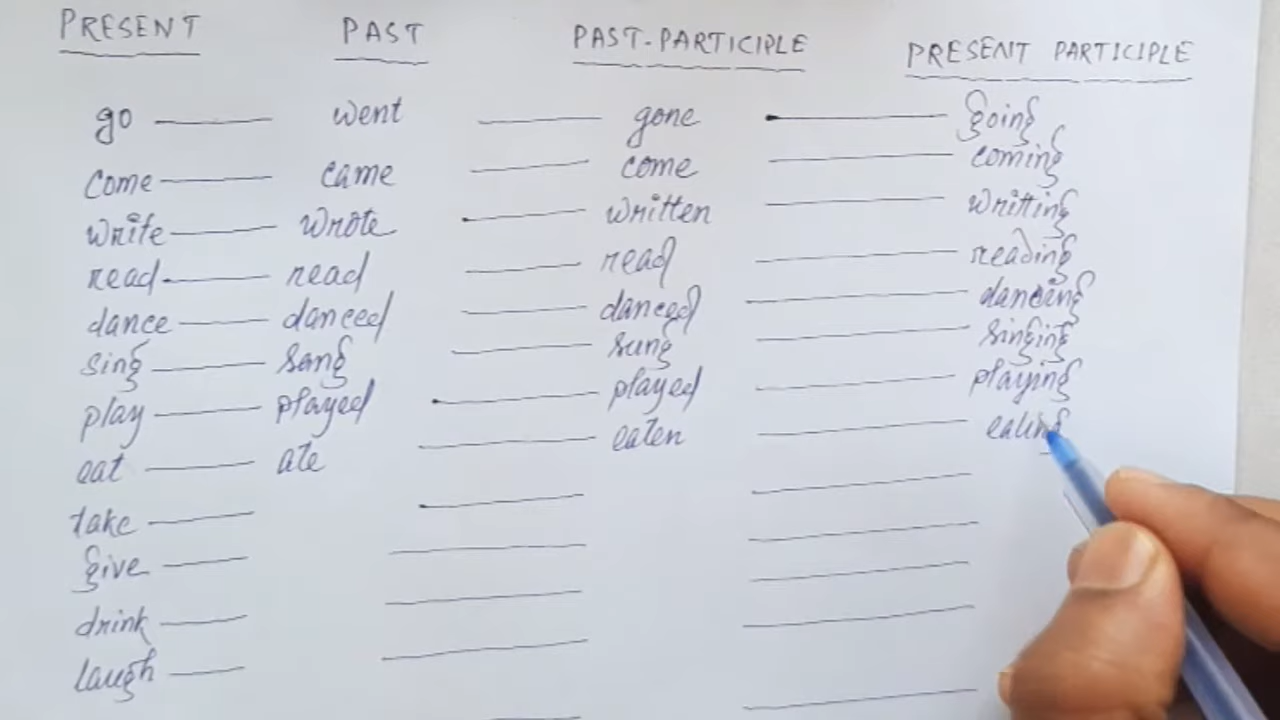 PRESENT PAST PAST-PARTICIPLE PRESENT PARTICIPLE
go went gone going
come came come coming
write wrote written writting
read read read reading
dance danced danced dancing
sing sang sung singing
play played played playing
eat ate eaten eating
take
give
drink
laugh